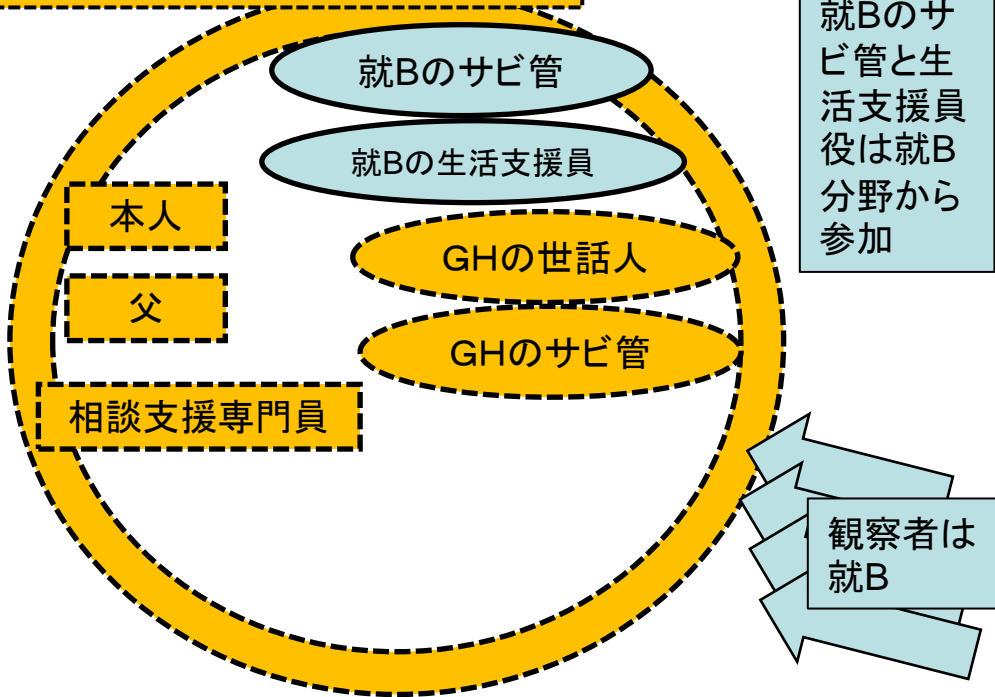 就Bのサビ管
就Bの生活支援員
本人
GHの世話人
父
GHのサビ管
相談支援専門員
就Bのサ
ビ管と生
活支援員
役は就B
分野から
参加
観察者は
就B